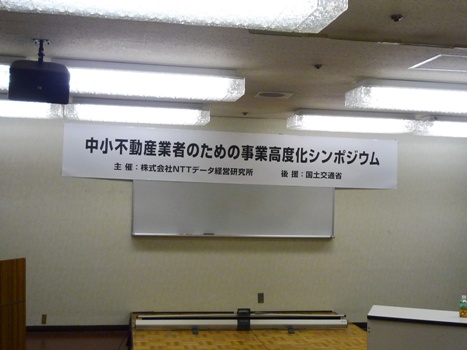 中小不動産業者のための事業高度化シンポジウム
主催：株式会社NTTデータ経営研究所　後援：国土交通省